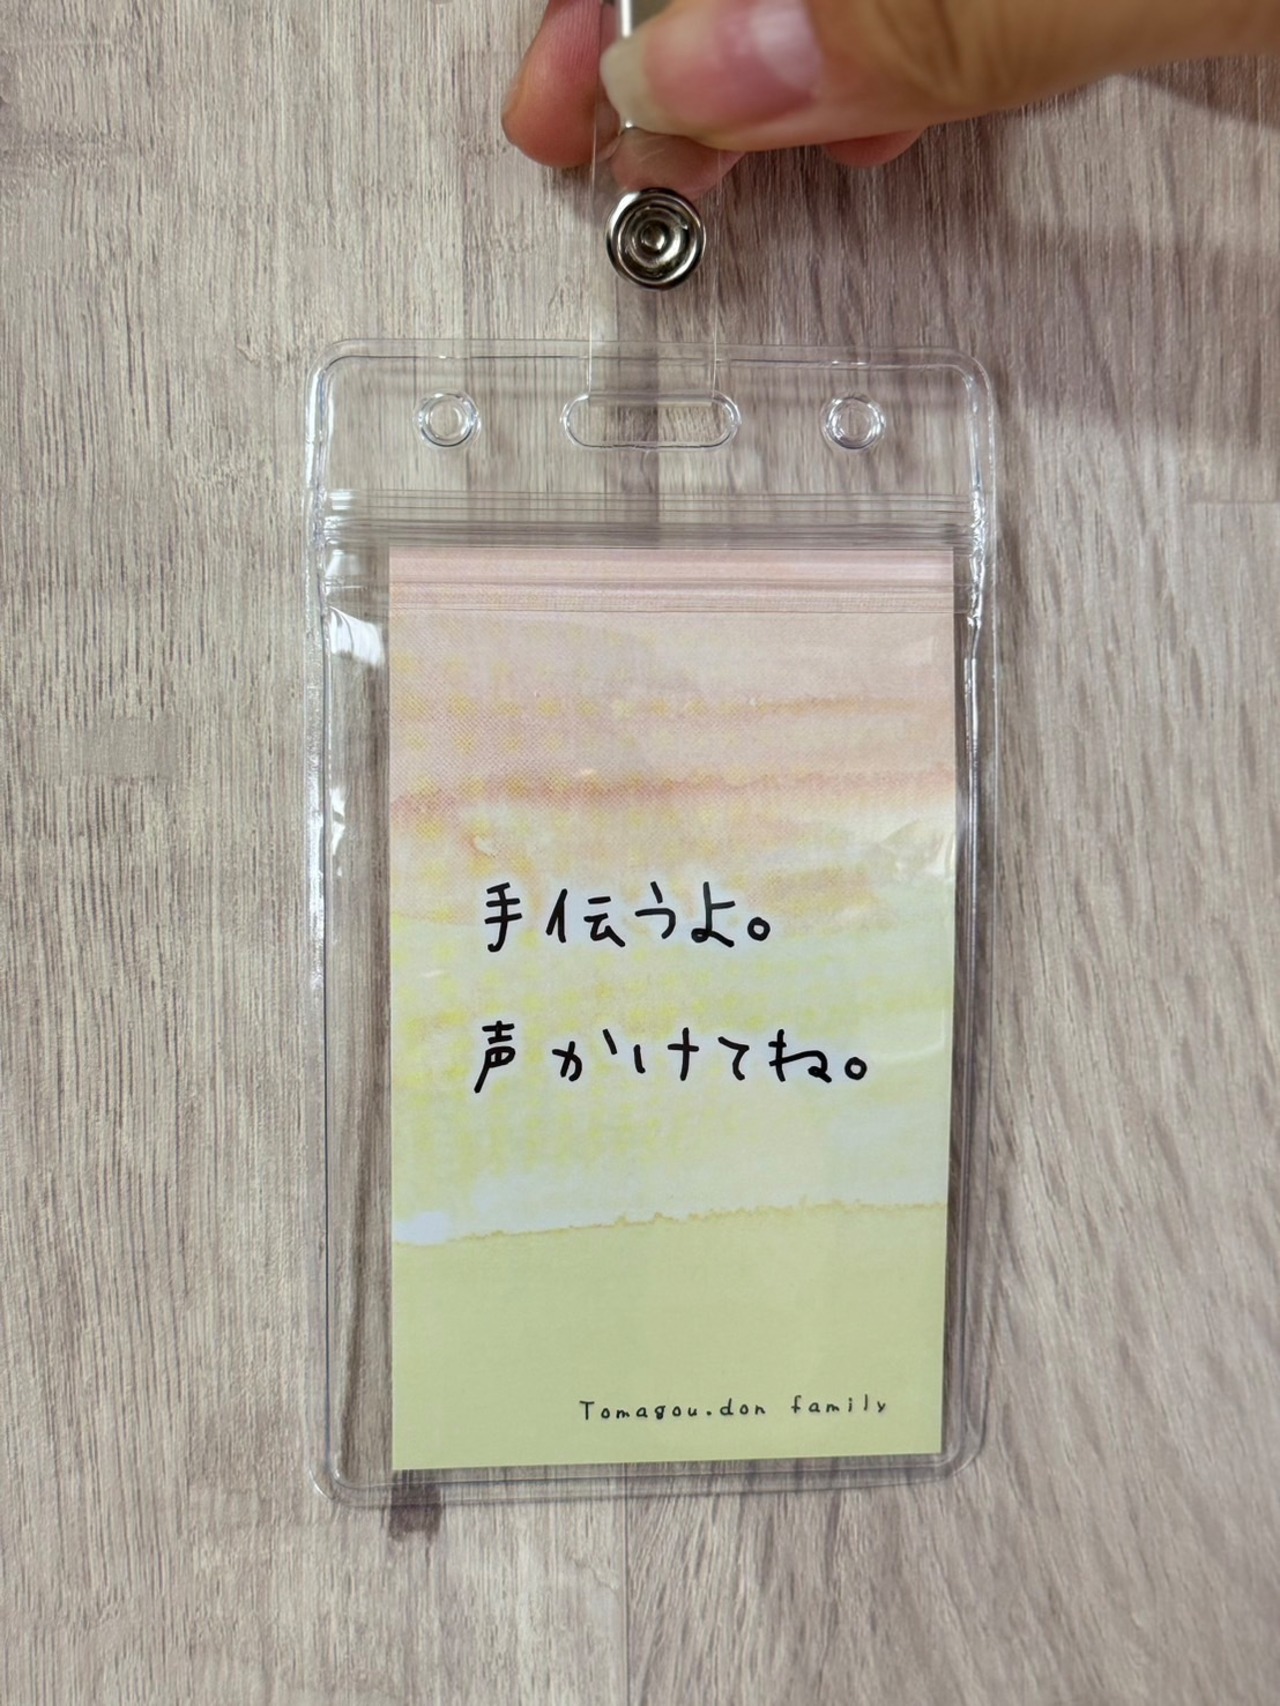 手伝うよ。
声かけてね。
Tomagou.don family